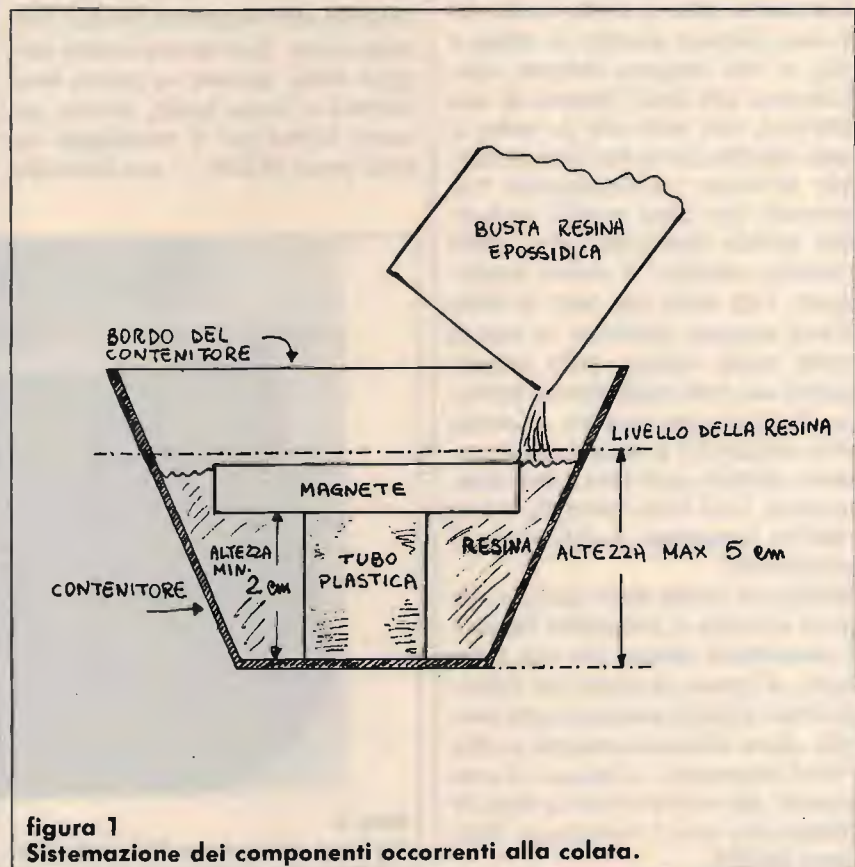 BUSTA RESINA
EPOSSIDICA
BORDO DEL
CONTENITORE
LIVELLO DELLA RESINA
MAGNETE
ALTEZZA
MIN.
2 cm
TUBO
PLASTICA
RESINA
ALTEZZA MAX 5 cm
CONTENITORE
figura 1
Sistemazione dei componenti occorrenti alla colata.